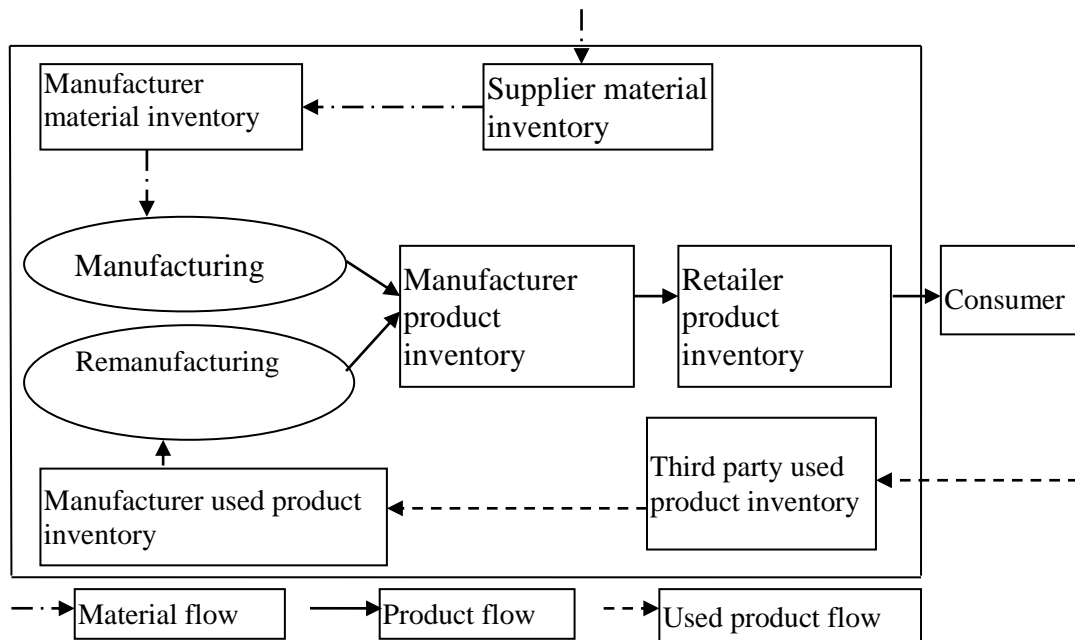 Manufacturer
material inventory
Supplier material
inventory
Manufacturing
Remanufacturing
Manufacturer
product
inventory
Retailer
product
inventory
Consumer
Manufacturer used product
inventory
Third party used
product inventory
Material flow
Product flow
Used product flow